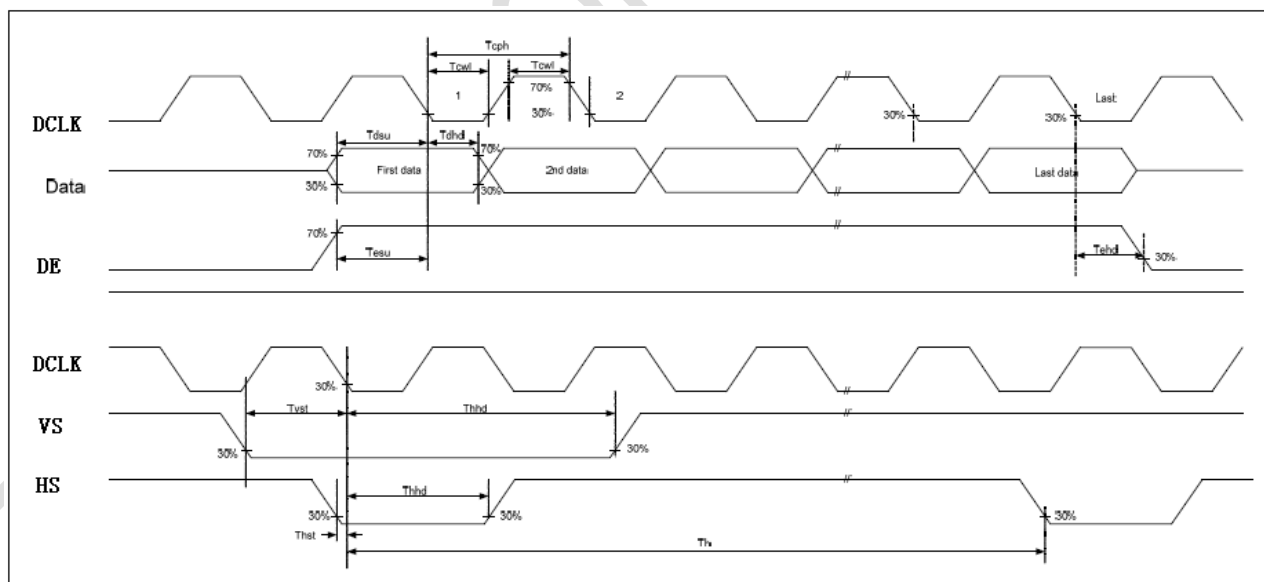 Tcph
Tcwl Tcwl
1 70% 2 // Last
30% 30% 30%
DCLK
Tdsu Tdhd
70% 70% //
Data First data 2nd data Last data
30% 30% //
70% //
DE Tesu Tehd 30%
DCLK
30% //
Tvst Thhd
VS //
30% 30%
HS //
Thhd
30% 30% 30%
Thst
Th